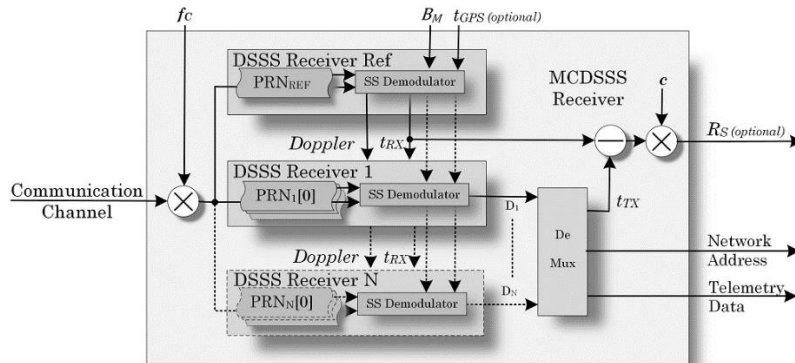 fC
BM
tGPS (optional)
DSSS Receiver Ref
PRNREF
SS Demodulator
MCDSSS
Receiver
c
Doppler
tRX
RS (optional)
DSSS Receiver 1
Communication
Channel
PRN1[0]
SS Demodulator
D1
tTX
De
Mux
Network
Address
Doppler
tRX
DSSS Receiver N
PRNN[0]
SS Demodulator
DN
Telemetry
Data